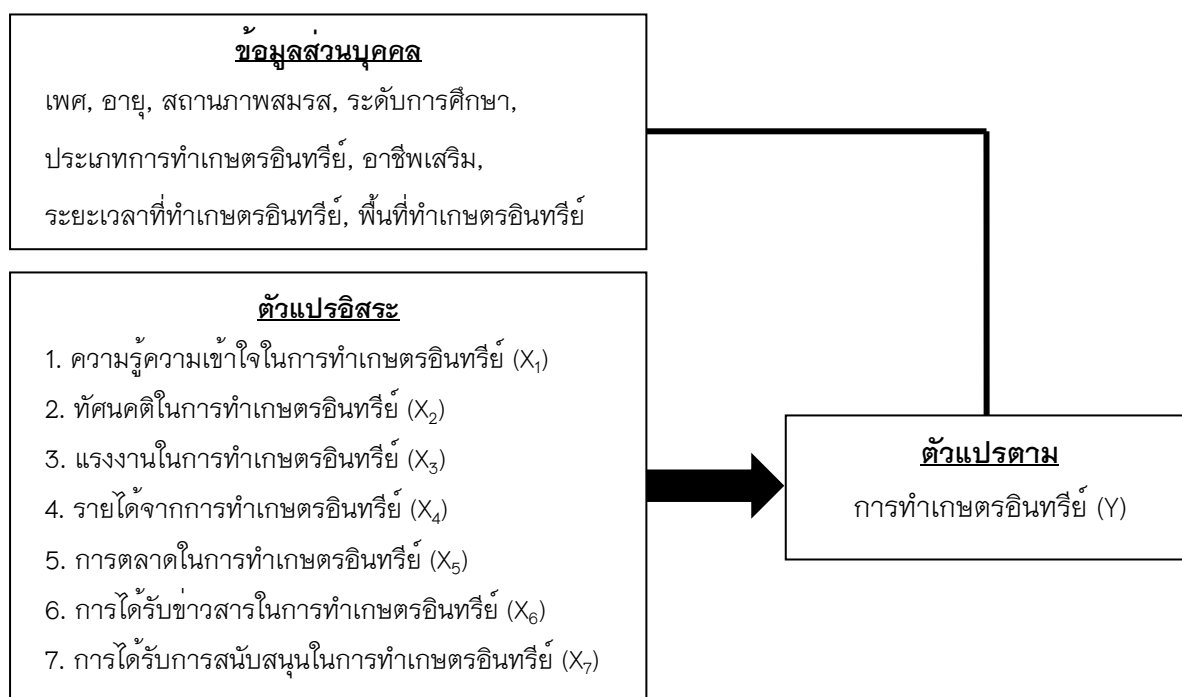 ข้อมูลส่วนบุคคล
เพศ, อายุ, สถานภาพสมรส, ระดับการศึกษา,
ประเภทการทำเกษตรอินทรีย์, อาชีพเสริม,
ระยะเวลาที่ทำเกษตรอินทรีย์, พื้นที่ทำเกษตรอินทรีย์
ตัวแปรอิสระ
1. ความรู้ความเข้าใจในการทำเกษตรอินทรีย์ (X₁)
2. ทัศนคติในการทำเกษตรอินทรีย์ (X₂)
3. แรงงานในการทำเกษตรอินทรีย์ (X₃)
4. รายได้จากการทำเกษตรอินทรีย์ (X₄)
5. การตลาดในการทำเกษตรอินทรีย์ (X₅)
6. การได้รับข่าวสารในการทำเกษตรอินทรีย์ (X₆)
7. การได้รับการสนับสนุนในการทำเกษตรอินทรีย์ (X₇)
ตัวแปรตาม
การทำเกษตรอินทรีย์ (Y)